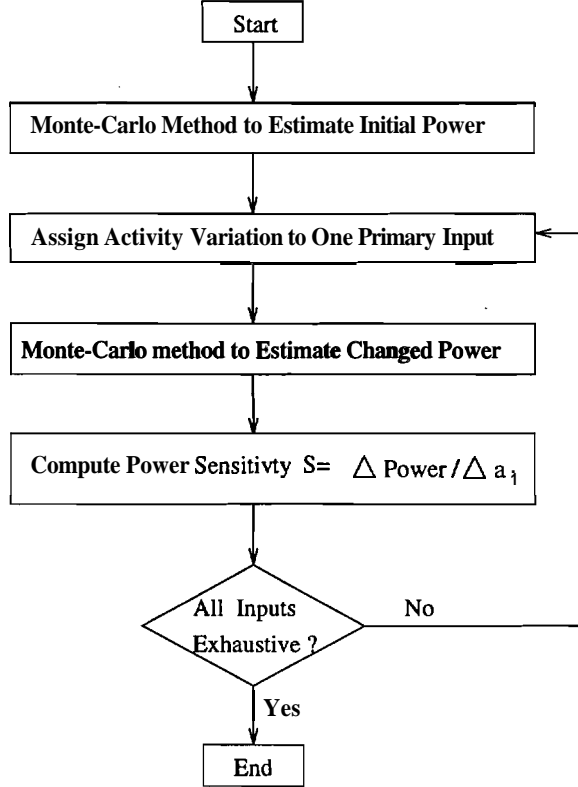 Start
Monte-Carlo Method to Estimate Initial Power
Assign Activity Variation to One Primary Input
Monte-Carlo method to Estimate Changed Power
Compute Power Sensitivty S= △ Power/△ a i
All Inputs
No
Exhaustive ?
Yes
End